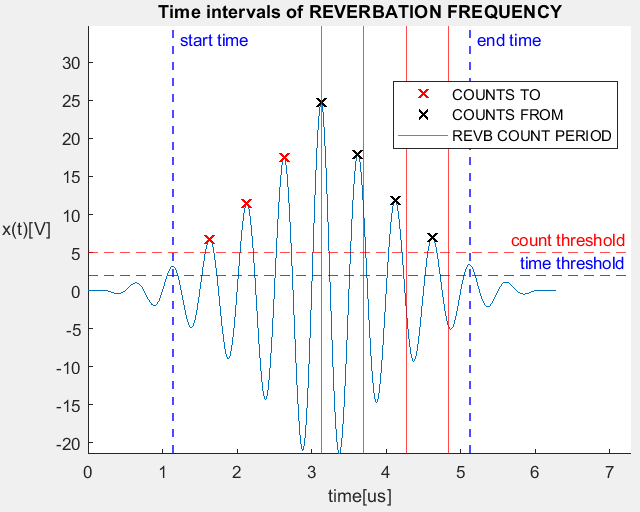 Time intervals of REVERBATION FREQUENCY
start time
end time
COUNTS TO
COUNTS FROM
REVB COUNT PERIOD
count threshold
time threshold
x(t)[V]
30
25
20
15
10
5
0
-5
-10
-15
-20
0 1 2 3 4 5 6 7
time[us]